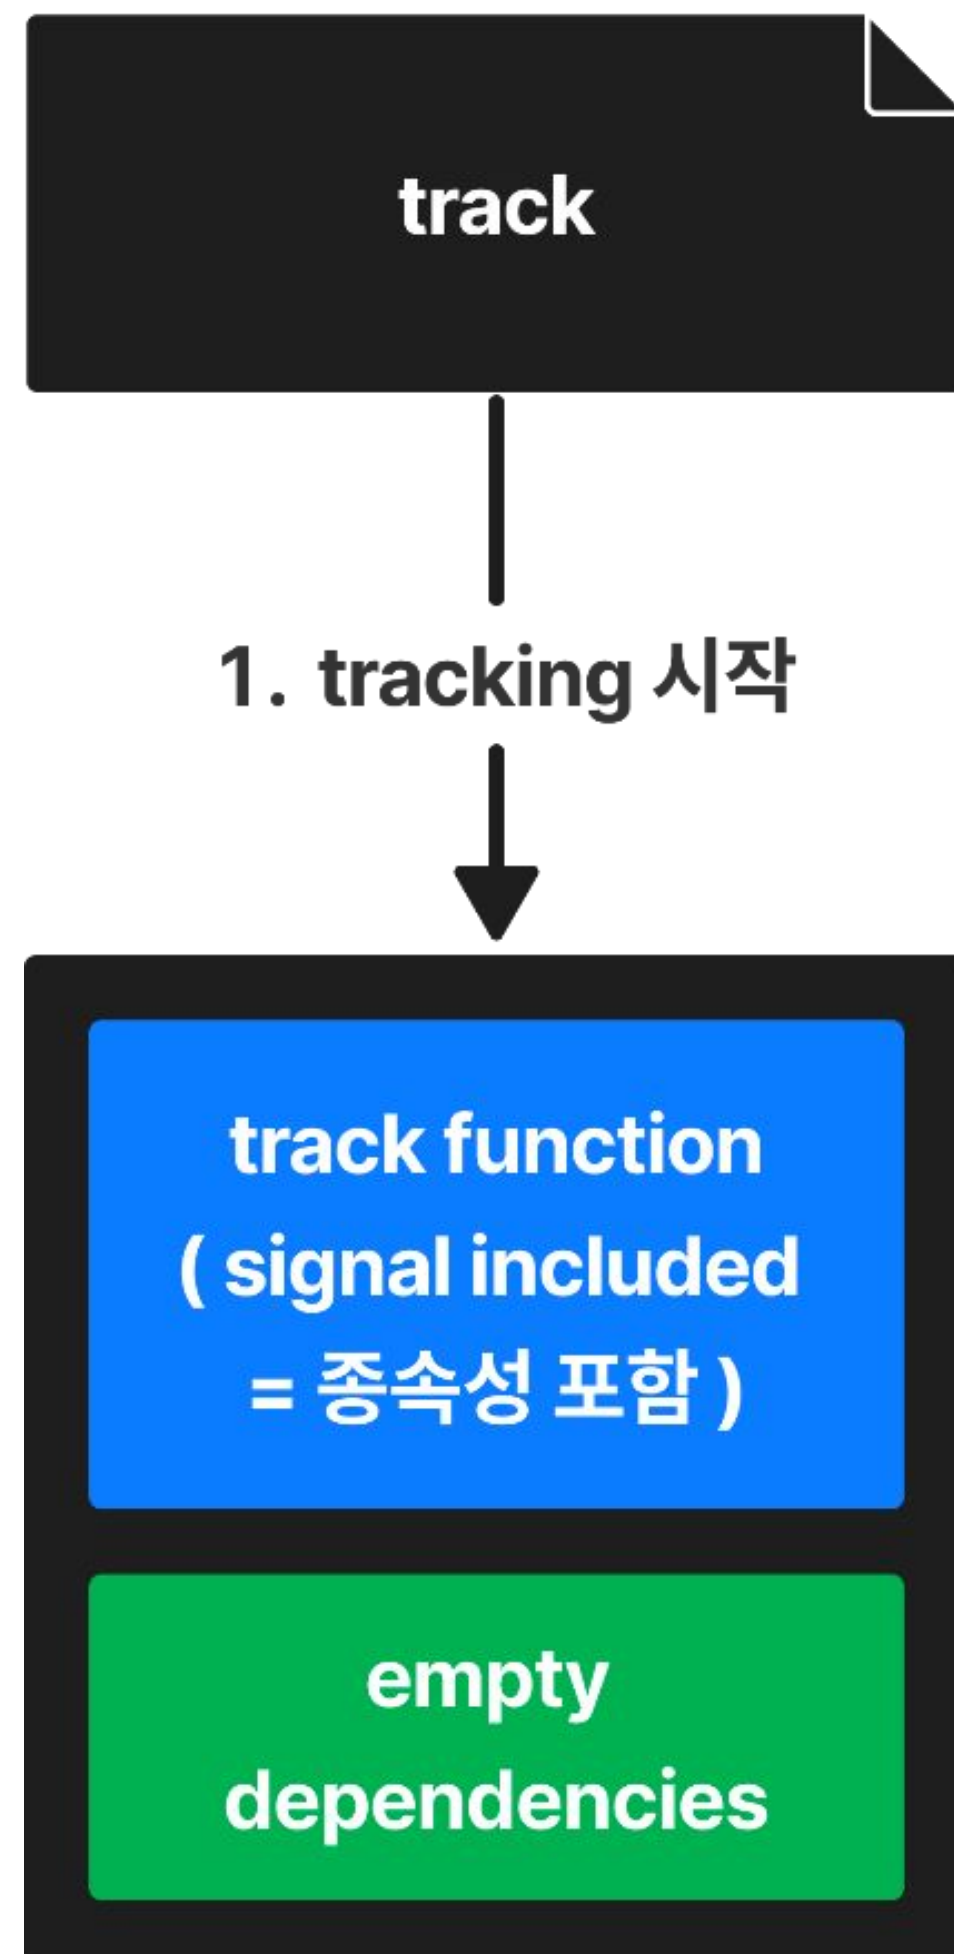 track
1. tracking 시작
track function
( signal included
= 종속성 포함 )
empty
dependencies